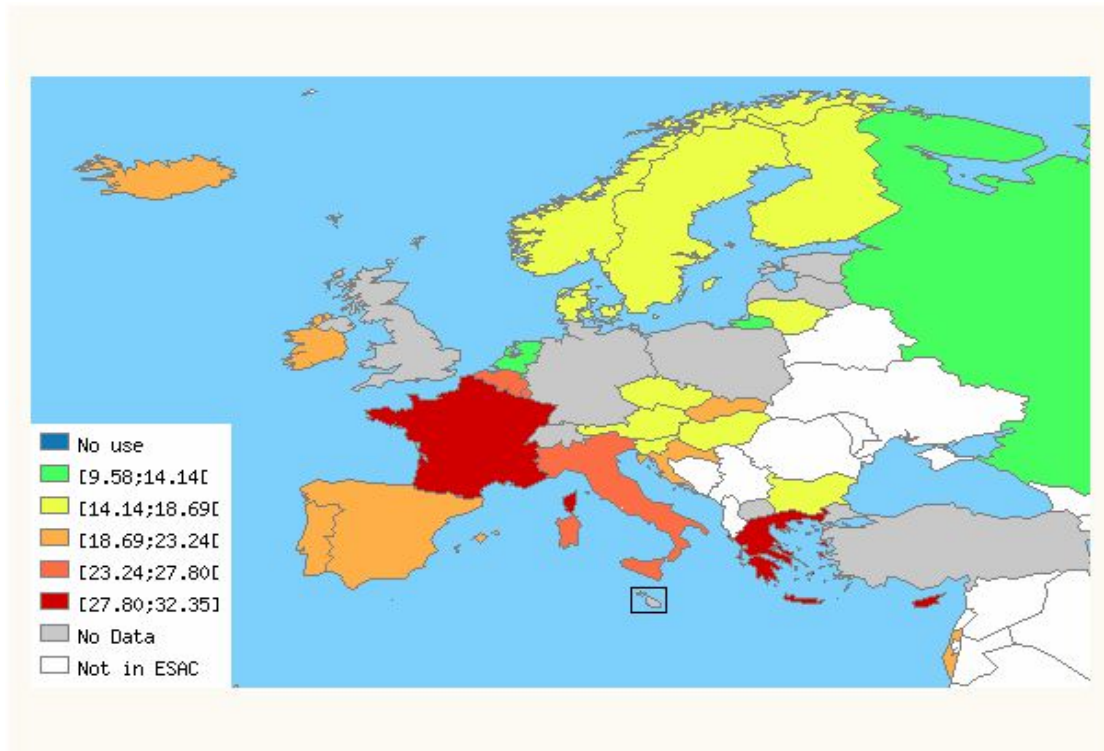 No use
[9.58;14.14[
[14.14;18.69[
[18.69;23.24[
[23.24;27.80[
[27.80;32.35]
No Data
Not in ESAC